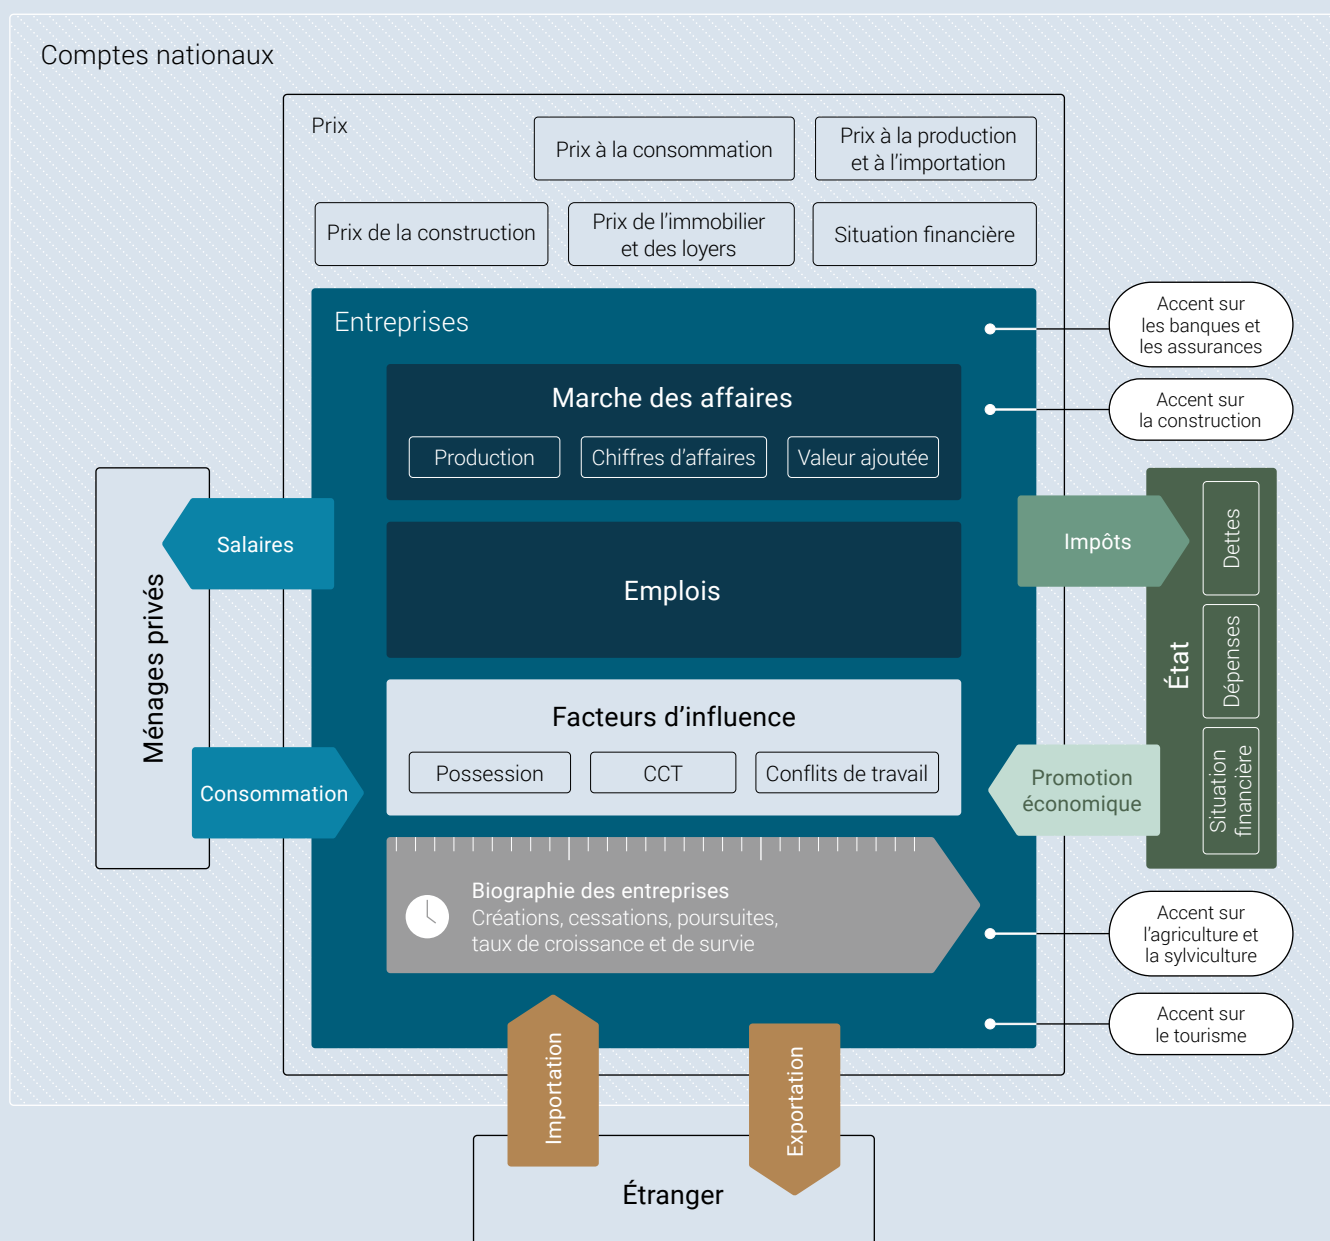 Comptes nationaux
Prix
Prix à la consommation
Prix à la production
et à l'importation
Prix de la construction
Prix de l'immobilier
et des loyers
Situation financière
Entreprises
Accent sur
les banques et
les assurances
Marche des affaires
Production
Chiffres d'affaires
Valeur ajoutée
Accent sur
la construction
Ménages privés
Salaires
Consommation
Emplois
Impôts
État
Dettes
Dépenses
Situation
financière
Promotion
économique
Facteurs d'influence
Possession
CCT
Conflits de travail
Biographie des entreprises
Créations, cessations, poursuites,
taux de croissance et de survie
Accent sur
l'agriculture et
la sylviculture
Accent sur
le tourisme
Importation
Exportation
Étranger